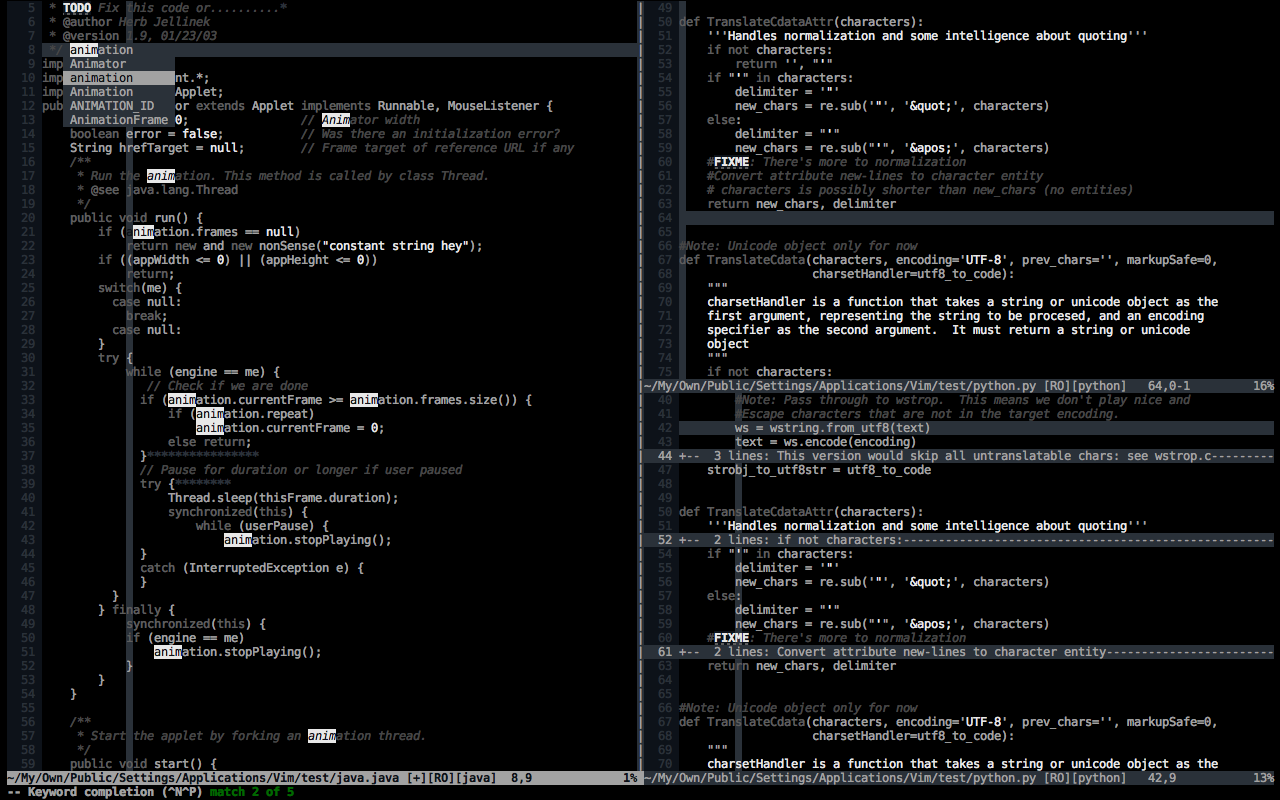 5  * TODO Fix this code or..........*
6  * @author Herb Jellinek
7  * @version 1.9, 01/23/03
8  */ animation
9 imp Animator
10 imp animation nt.*;
11 imp Animation Applet;
12 pub ANIMATION_ID or extends Applet implements Runnable, MouseListener {
13 AnimationFrame 0; // Animator width
14 boolean error = false; // Was there an initialization error?
15 String hrefTarget = null; // Frame target of reference URL if any
16 /**
17 * Run the animation. This method is called by class Thread.
18 * @see java.lang.Thread
19 */
20 public void run() {
21 if (animation.frames == null)
22 return new and new nonSense("constant string hey");
23 if ((appWidth <= 0) || (appHeight <= 0))
24 return;
25 switch(me) {
26 case null:
27 break;
28 case null:
29 }
30 try {
31 while (engine == me) {
32 // Check if we are done
33 if (animation.currentFrame >= animation.frames.size()) {
34 if (animation.repeat)
35 animation.currentFrame = 0;
36 else return;
37 }****************
38 // Pause for duration or longer if user paused
39 try {********
40 Thread.sleep(thisFrame.duration);
41 synchronized(this) {
42 while (userPause) {
43 animation.stopPlaying();
44 }
45 catch (InterruptedException e) {
46 }
47 }
48 } finally {
49 synchronized(this) {
50 if (engine == me)
51 animation.stopPlaying();
52 }
53 }
54 }
55
56 /**
57 * Start the applet by forking an animation thread.
58 */
59 public void start() {
~/My/Own/Public/Settings/Applications/Vim/test/java.java [+][RO][java] 8,9 1%
-- Keyword completion (^N^P) match 2 of 5
49
50 def TranslateCdataAttr(characters):
51 '''Handles normalization and some intelligence about quoting'''
52 if not characters:
53 return '', "'"
54 if "'" in characters:
55 delimiter = '"'
56 new_chars = re.sub('"', '&quot;', characters)
57 else:
58 delimiter = "'"
59 new_chars = re.sub("'", '&apos;', characters)
60 #FIXME: There's more to normalization
61 #Convert attribute new-lines to character entity
62 # characters is possibly shorter than new_chars (no entities)
63 return new_chars, delimiter
64
65
66 #Note: Unicode object only for now
67 def TranslateCdata(characters, encoding='UTF-8', prev_chars='', markupSafe=0,
68 charsetHandler=utf8_to_code):
69 """
70 charsetHandler is a function that takes a string or unicode object as the
71 first argument, representing the string to be procesed, and an encoding
72 specifier as the second argument.  It must return a string or unicode
73 object
74 """
75 if not characters:
~/My/Own/Public/Settings/Applications/Vim/test/python.py [RO][python] 64,0-1 16%
40 #Note: Pass through to wstrop.  This means we don't play nice and
41 #Escape characters that are not in the target encoding.
42 ws = wstring.from_utf8(text)
43 text = ws.encode(encoding)
44 +--  3 lines: This version would skip all untranslatable chars: see wstrop.c---------
47 strobj_to_utf8str = utf8_to_code
48
49
50 def TranslateCdataAttr(characters):
51 '''Handles normalization and some intelligence about quoting'''
52 +--  2 lines: if not characters:-----------------------------------------------------
54 if "'" in characters:
55 delimiter = '"'
56 new_chars = re.sub('"', '&quot;', characters)
57 else:
58 delimiter = "'"
59 new_chars = re.sub("'", '&apos;', characters)
60 #FIXME: There's more to normalization
61 +--  2 lines: Convert attribute new-lines to character entity------------------------
63 return new_chars, delimiter
64
65
66 #Note: Unicode object only for now
67 def TranslateCdata(characters, encoding='UTF-8', prev_chars='', markupSafe=0,
68 charsetHandler=utf8_to_code):
69 """
70 charsetHandler is a function that takes a string or unicode object as the
~/My/Own/Public/Settings/Applications/Vim/test/python.py [RO][python] 42,9 13%